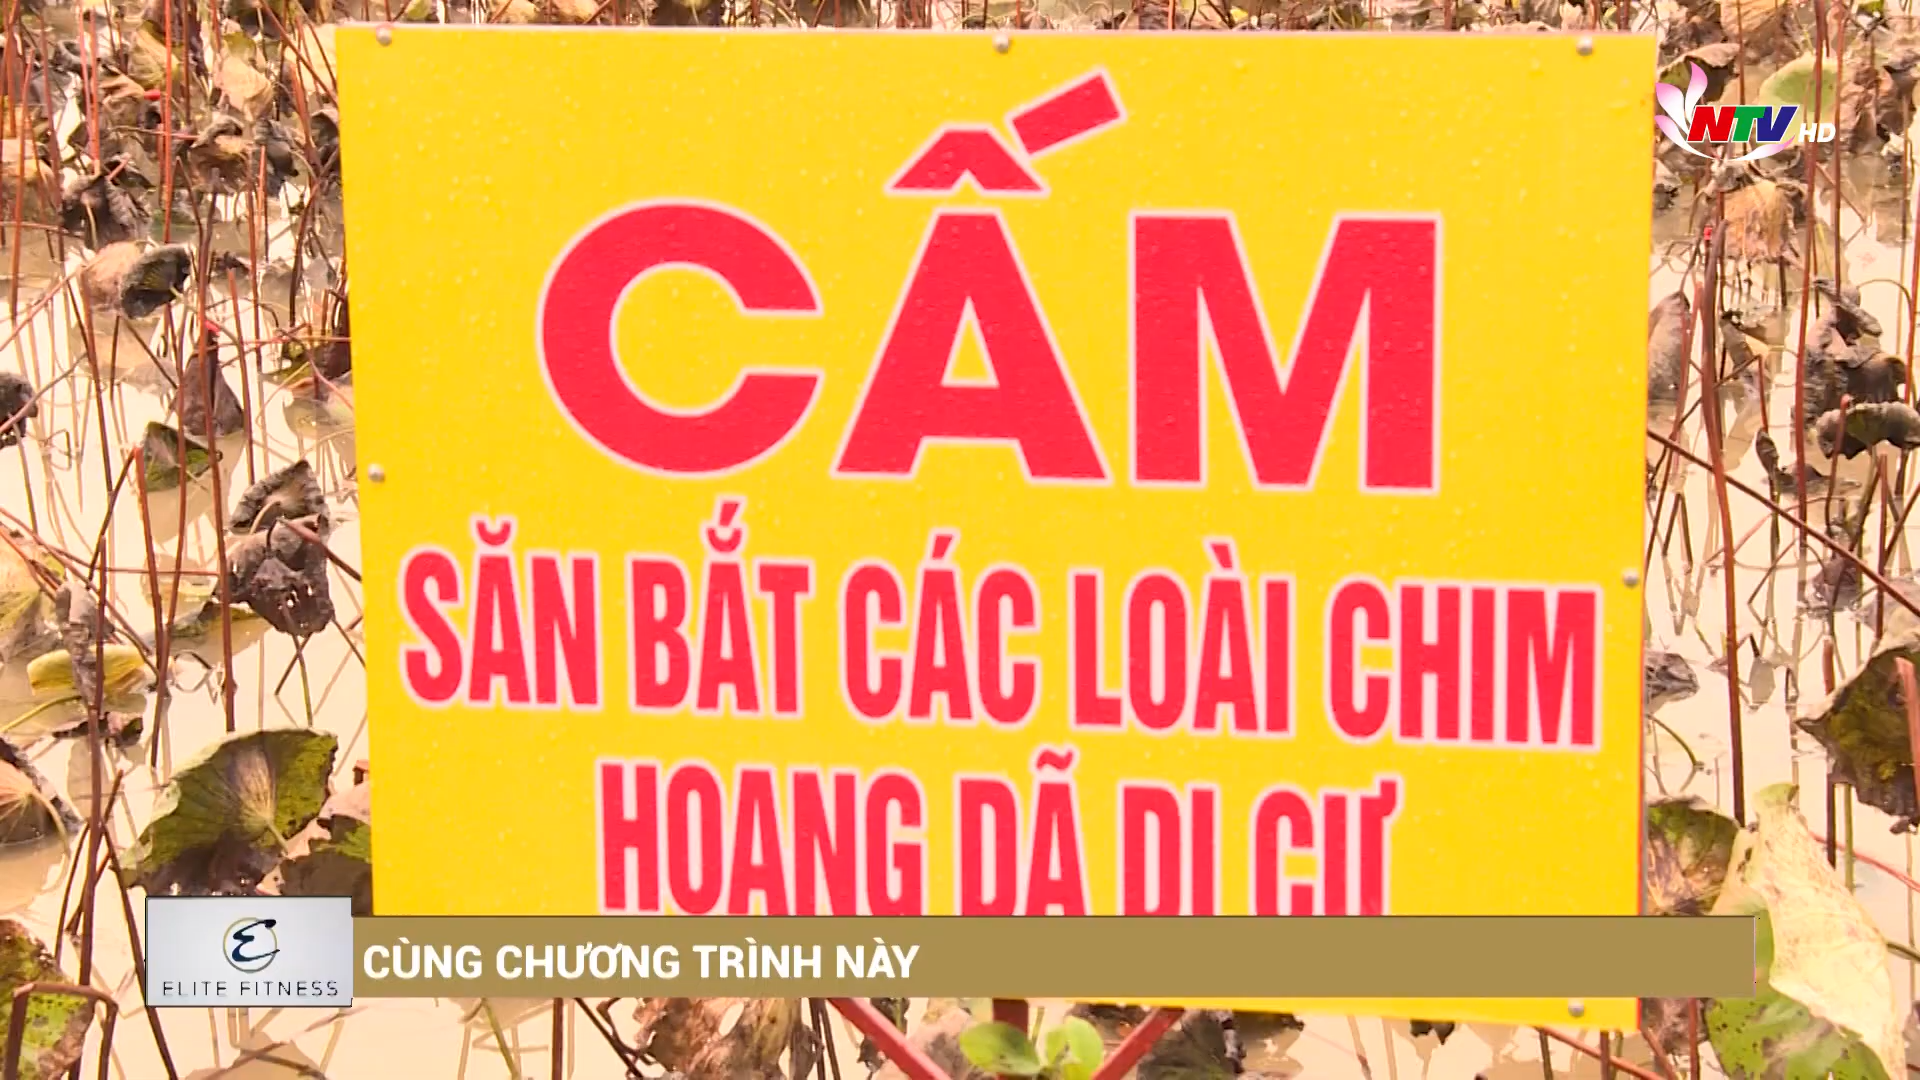 NTV HD
CẤM
SĂN BẮT CÁC LOÀI CHIM
HOANG DÃ DI CƯ
CÙNG CHƯƠNG TRÌNH NÀY
ELITE FITNESS